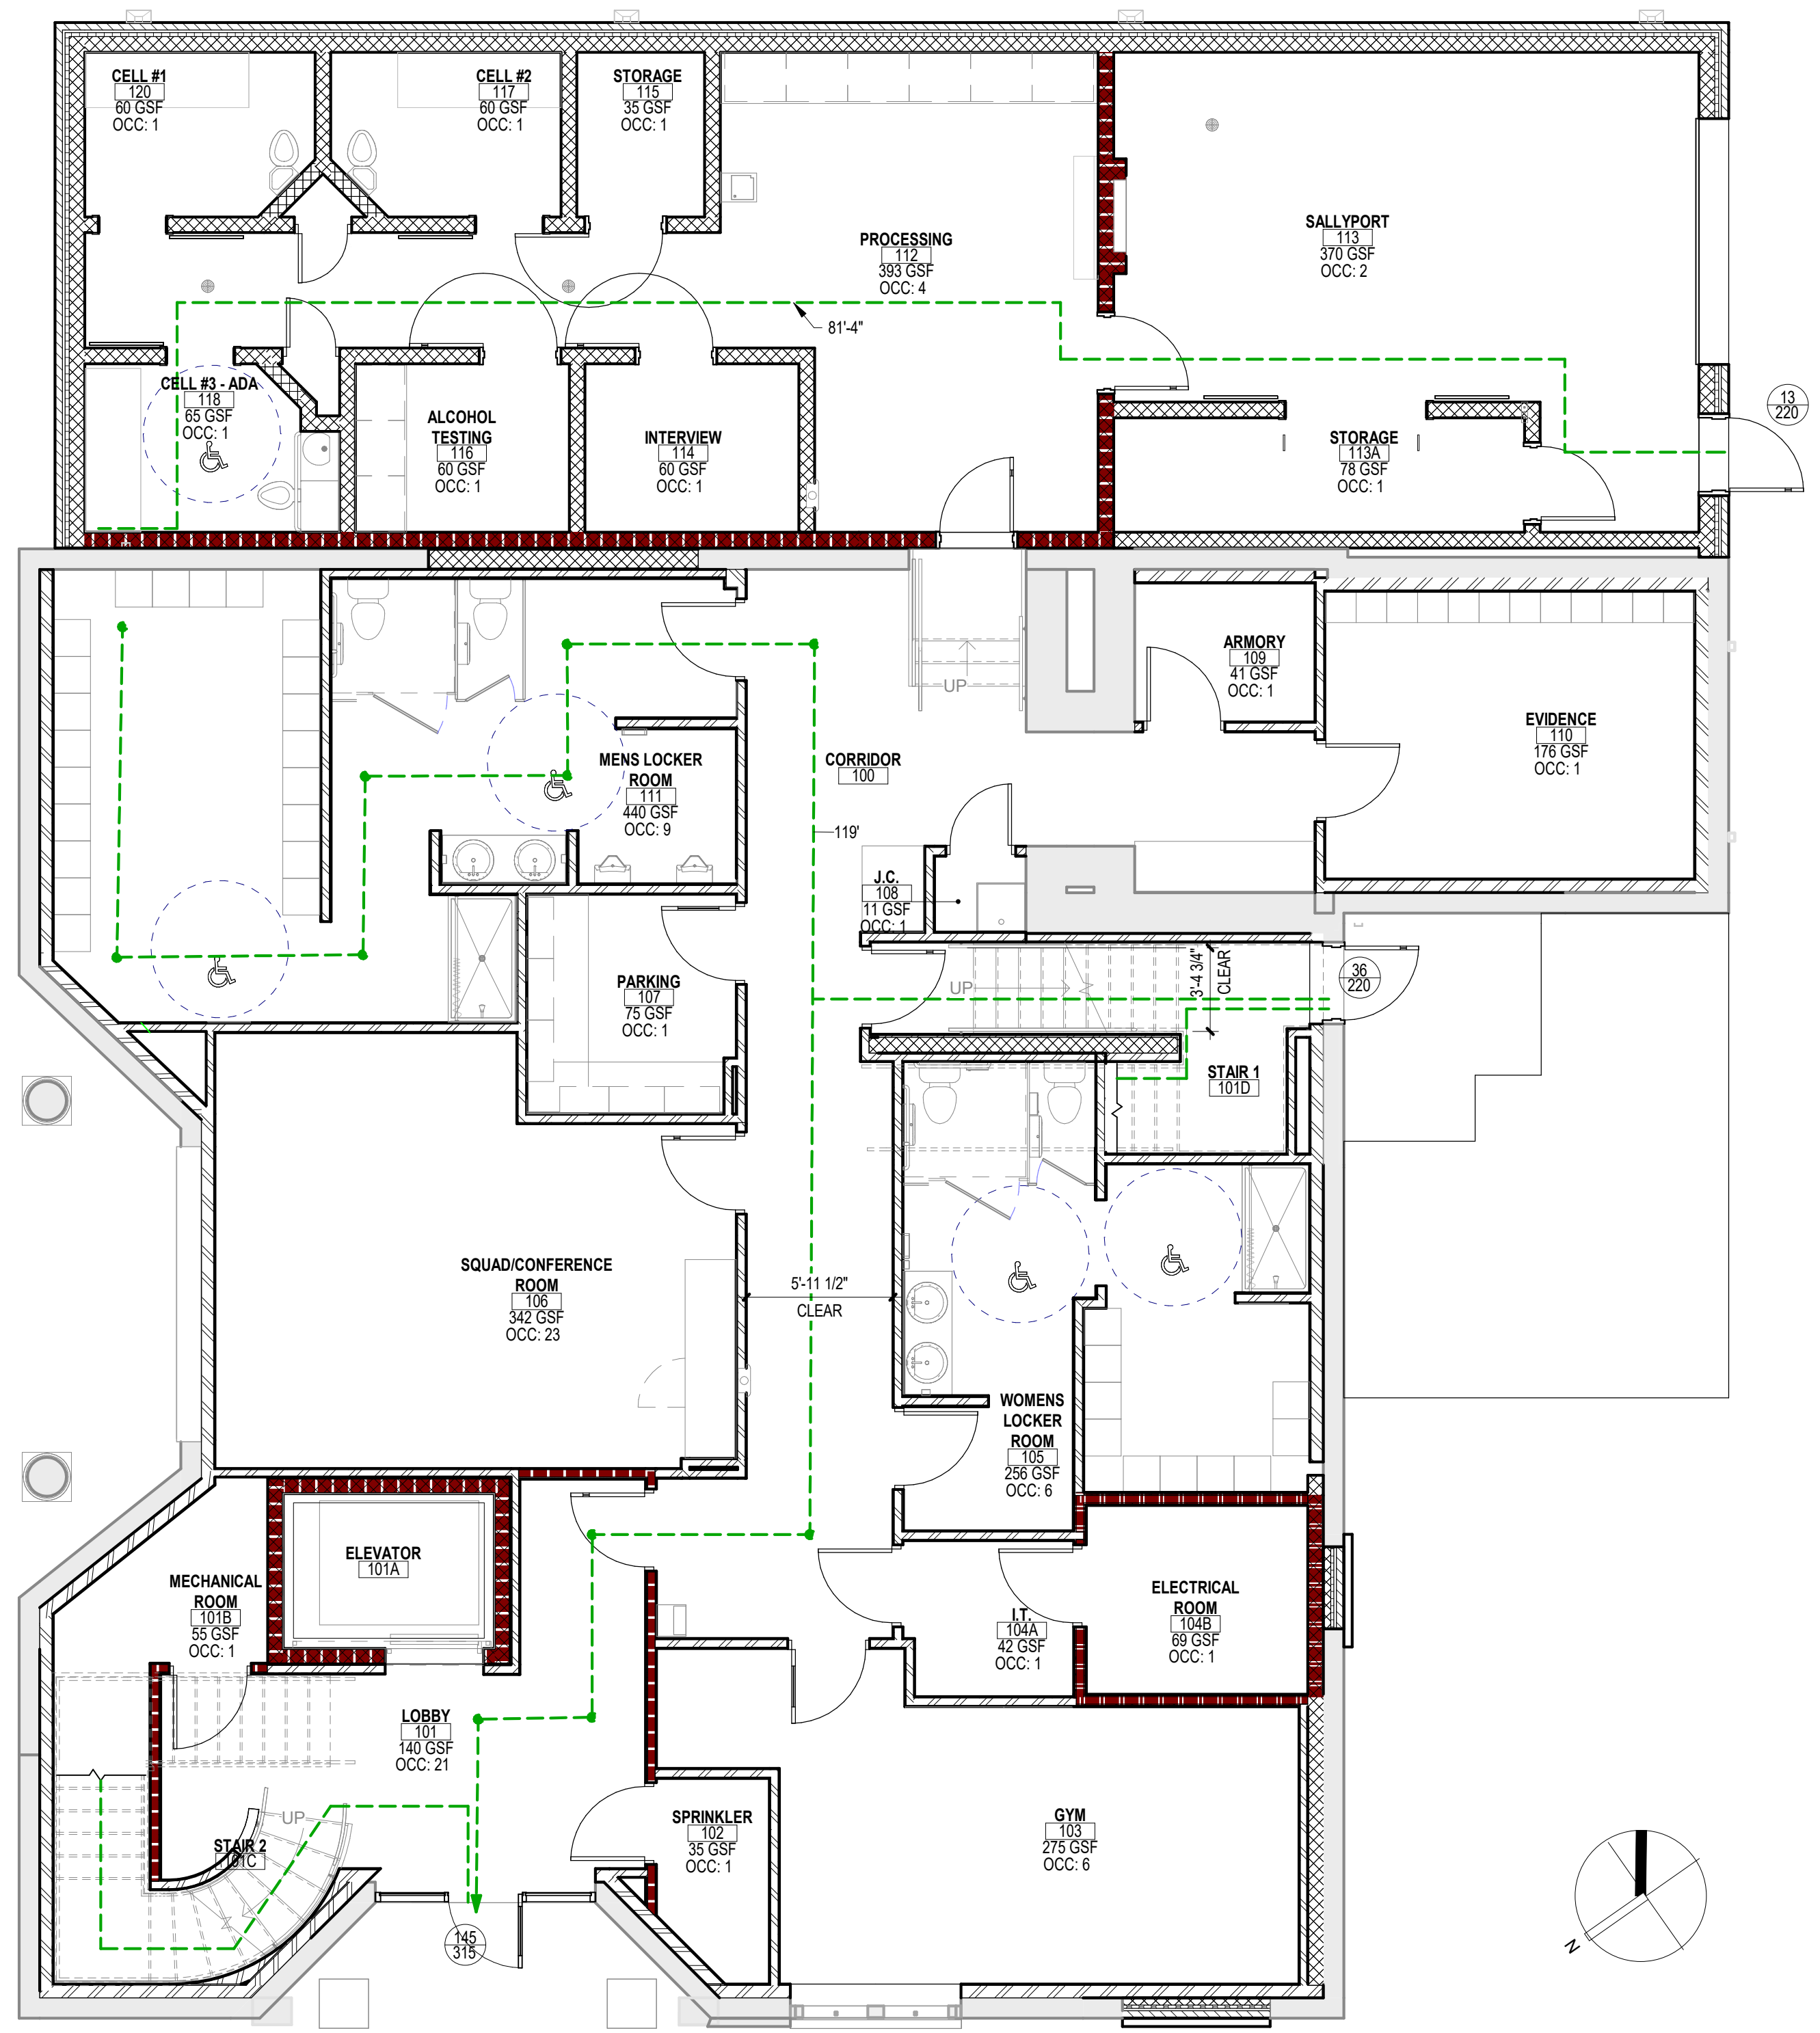 CELL #1
120
60 GSF
OCC: 1
CELL #2
117
60 GSF
OCC: 1
STORAGE
115
35 GSF
OCC: 1
PROCESSING
112
393 GSF
OCC: 4
SALLYPORT
113
370 GSF
OCC: 2
81'-4"
CELL #3 - ADA
118
65 GSF
OCC: 1
ALCOHOL
TESTING
116
60 GSF
OCC: 1
INTERVIEW
114
60 GSF
OCC: 1
STORAGE
113A
78 GSF
OCC: 1
13
220
UP
ARMORY
109
41 GSF
OCC: 1
EVIDENCE
110
176 GSF
OCC: 1
MENS LOCKER
ROOM
111
440 GSF
OCC: 9
CORRIDOR
100
119'
J.C.
108
11 GSF
OCC: 1
PARKING
107
75 GSF
OCC: 1
UP
3'-4 3/4"
CLEAR
36
220
STAIR 1
101D
SQUAD/CONFERENCE
ROOM
106
342 GSF
OCC: 23
5'-11 1/2"
CLEAR
WOMENS
LOCKER
ROOM
105
256 GSF
OCC: 6
ELEVATOR
101A
MECHANICAL
ROOM
101B
55 GSF
OCC: 1
I.T.
104A
42 GSF
OCC: 1
ELECTRICAL
ROOM
104B
69 GSF
OCC: 1
LOBBY
101
140 GSF
OCC: 21
UP
STAIR 2
101C
SPRINKLER
102
35 GSF
OCC: 1
GYM
103
275 GSF
OCC: 6
145
315
N